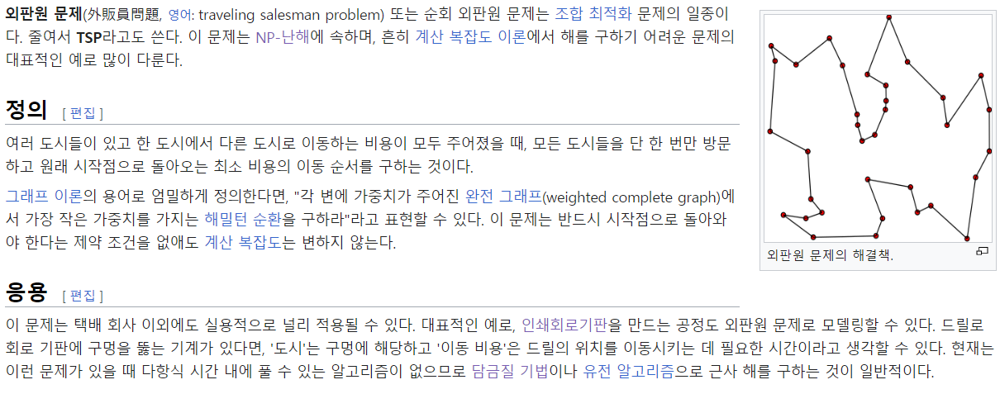 외판원 문제(外販員問題, 영어: traveling salesman problem) 또는 순회 외판원 문제는 조합 최적화 문제의 일종이
다. 줄여서 TSP라고도 쓴다. 이 문제는 NP-난해에 속하며, 흔히 계산 복잡도 이론에서 해를 구하기 어려운 문제의
대표적인 예로 많이 다룬다.
정의 [ 편집 ]
여러 도시들이 있고 한 도시에서 다른 도시로 이동하는 비용이 모두 주어졌을 때, 모든 도시들을 단 한 번만 방문
하고 원래 시작점으로 돌아오는 최소 비용의 이동 순서를 구하는 것이다.
그래프 이론의 용어로 엄밀하게 정의한다면, "각 변에 가중치가 주어진 완전 그래프(weighted complete graph)에
서 가장 작은 가중치를 가지는 해밀턴 순환을 구하라"라고 표현할 수 있다. 이 문제는 반드시 시작점으로 돌아와
야 한다는 제약 조건을 없애도 계산 복잡도는 변하지 않는다.
외판원 문제의 해결책.
응용 [ 편집 ]
이 문제는 택배 회사 이외에도 실용적으로 널리 적용될 수 있다. 대표적인 예로, 인쇄회로기판을 만드는 공정도 외판원 문제로 모델링할 수 있다. 드릴로
회로 기판에 구멍을 뚫는 기계가 있다면, '도시'는 구멍에 해당하고 '이동 비용'은 드릴의 위치를 이동시키는 데 필요한 시간이라고 생각할 수 있다. 현재는
이런 문제가 있을 때 다항식 시간 내에 풀 수 있는 알고리즘이 없으므로 담금질 기법이나 유전 알고리즘으로 근사 해를 구하는 것이 일반적이다.